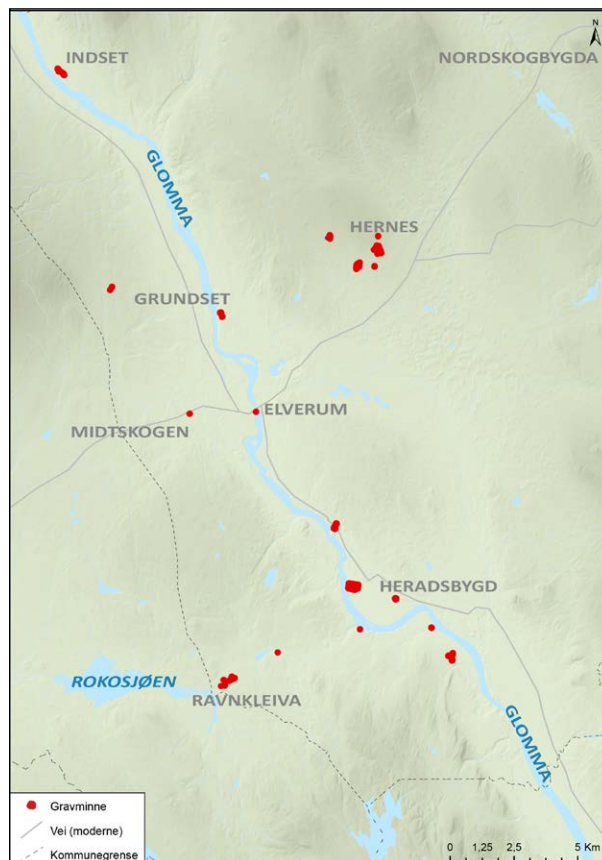 N
INDSET
NORDSKOGBYGDA
GLOMMA
HERNES
GRUNDSET
ELVERUM
MIDTSKOGEN
HERADSBYGD
ROKOSJØEN
RAVNKLEIVA
GLOMMA
Gravminne
Vei (moderne)
Kommunegrense
0 1,25 2,5 5 Km